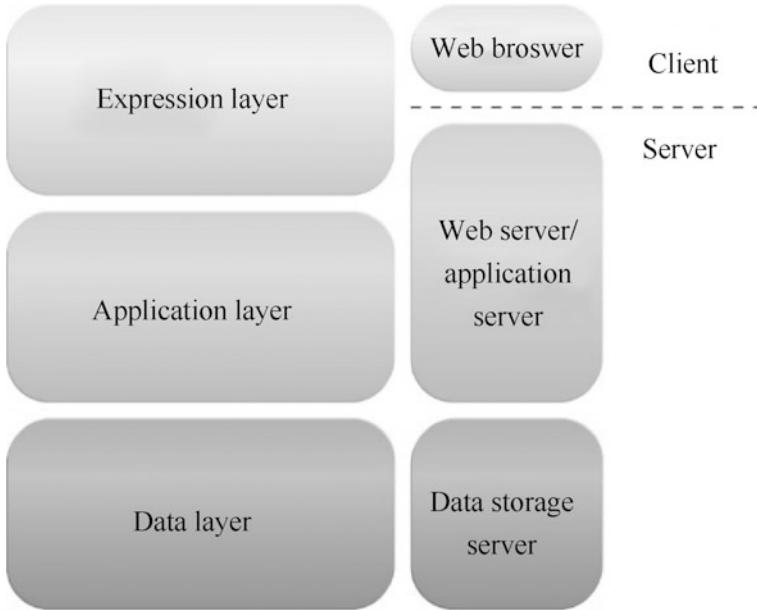 Expression layer
Web broswer
Client
Server
Application layer
Web server/
application
server
Data layer
Data storage
server